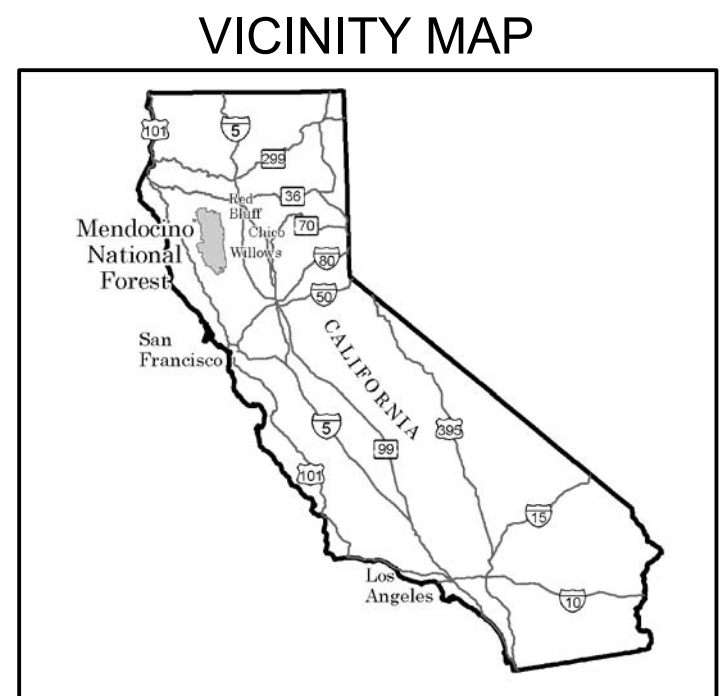 VICINITY MAP
101
5
299
36
Red
Bluff
Mendocino
National
Forest
Chico
70
Willows
80
50
San
Francisco
CALIFORNIA
5
99
395
101
15
Los
Angeles
10